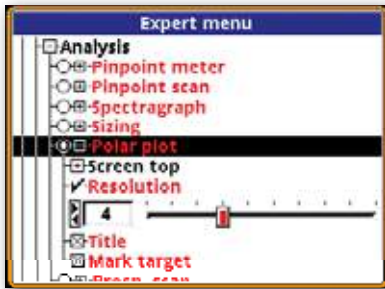 Expert menu
Analysis
Pinpoint meter
Pinpoint scan
Spectragraph
Sizing
Polar plot
Screen top
Resolution
4
Title
Mark target